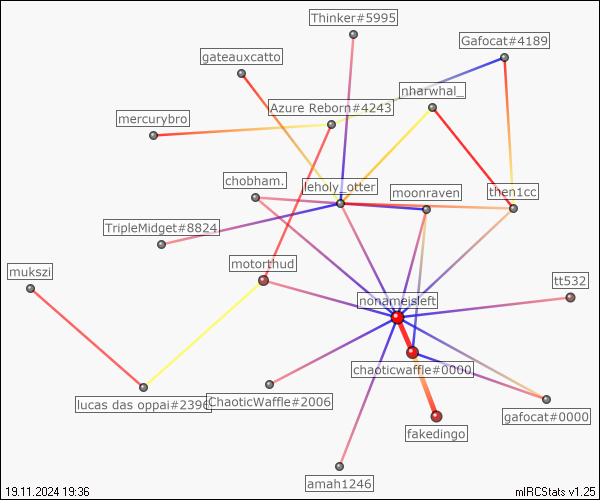 Thinker#5995
Gafocat#4189
gateauxcatto
nharwhal_
Azure Reborn#4243
mercurybro
chobham.
leholy_otter
moonraven
then1cc
TripleMidget#8824
motorthud
mukszi
tt532
nonameisleft
chaoticwaffle#0000
lucas das oppai#2396
ChaoticWaffle#2006
gafocat#0000
fakedingo
amah1246
19.11.2024 19:36
mIRCStats v1.25